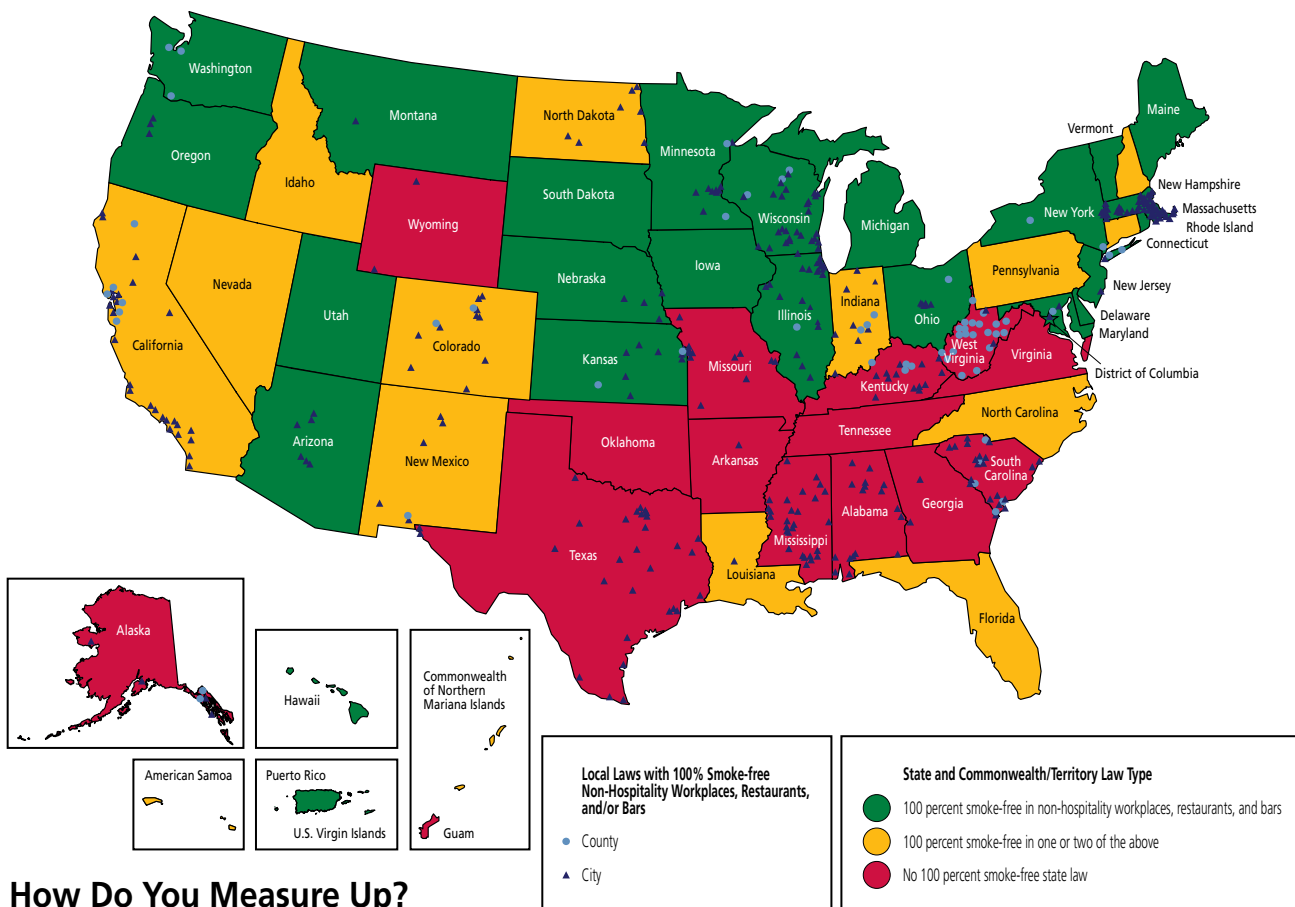 Washington
Montana
North Dakota
Minnesota
Vermont
Maine
Oregon
Idaho
Wyoming
South Dakota
Wisconsin
Michigan
New York
New Hampshire
Massachusetts
Rhode Island
Connecticut
Nevada
Utah
Nebraska
Iowa
Illinois
Indiana
Ohio
Pennsylvania
New Jersey
Delaware
Maryland
District of Columbia
California
Colorado
Kansas
Missouri
Kentucky
West
Virginia
Virginia
Arizona
New Mexico
Oklahoma
Arkansas
Tennessee
North Carolina
South
Carolina
Texas
Louisiana
Mississippi
Alabama
Georgia
Florida
Alaska
Hawaii
Commonwealth
of Northern
Mariana Islands
American Samoa
Puerto Rico
U.S. Virgin Islands
Guam
Local Laws with 100% Smoke-free
Non-Hospitality Workplaces, Restaurants,
and/or Bars
County
City
State and Commonwealth/Territory Law Type
100 percent smoke-free in non-hospitality workplaces, restaurants, and bars
100 percent smoke-free in one or two of the above
No 100 percent smoke-free state law
How Do You Measure Up?